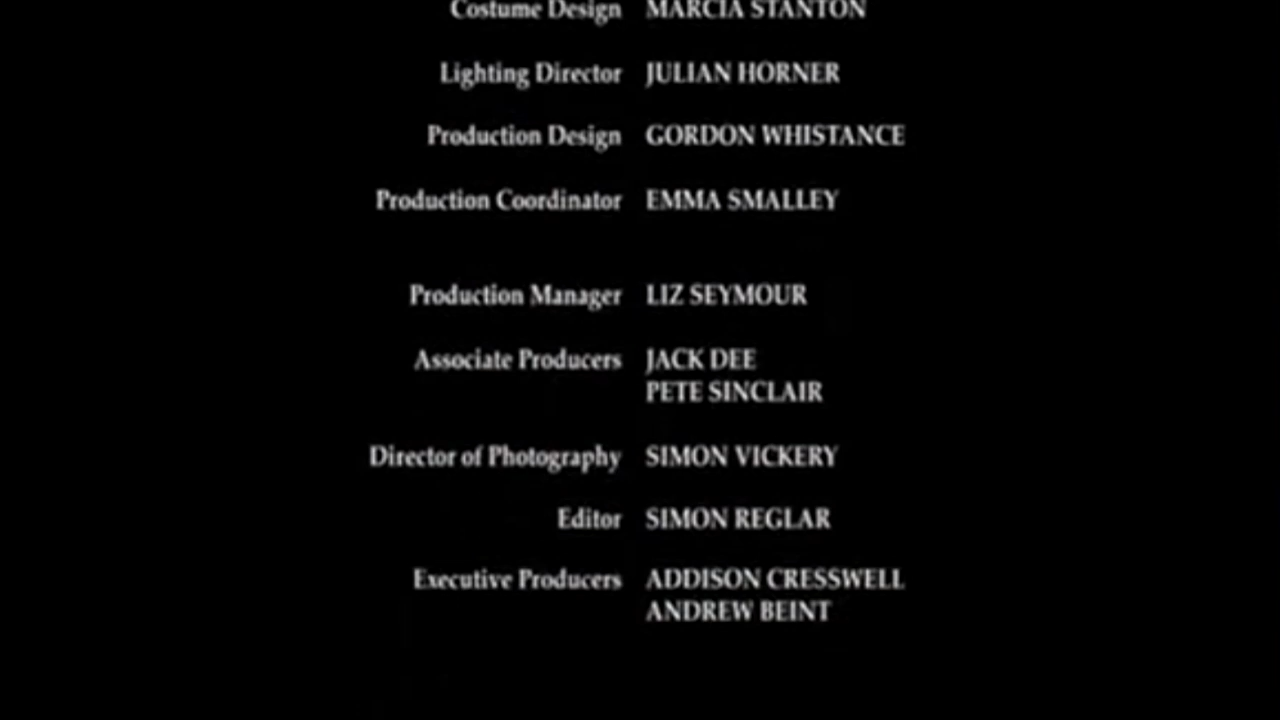 Costume Design MARCIA STANTON
Lighting Director JULIAN HORNER
Production Design GORDON WHISTANCE
Production Coordinator EMMA SMALLEY
Production Manager LIZ SEYMOUR
Associate Producers JACK DEE
PETE SINCLAIR
Director of Photography SIMON VICKERY
Editor SIMON REGLAR
Executive Producers ADDISON CRESSWELL
ANDREW BEINT